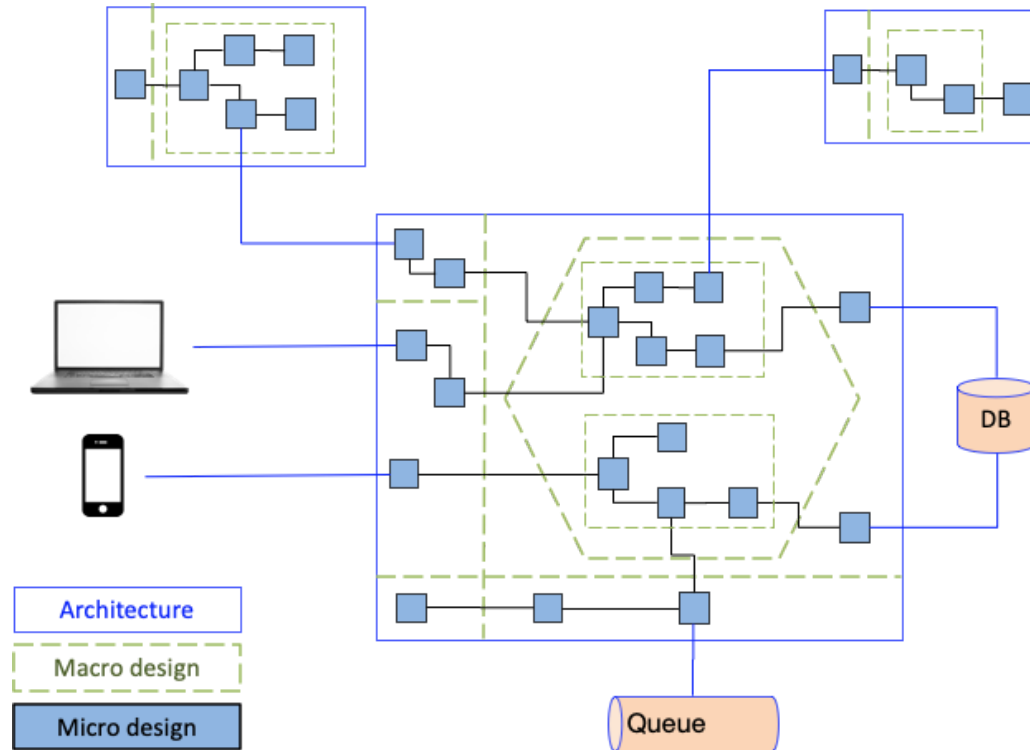 DB
Architecture
Macro design
Micro design
Queue